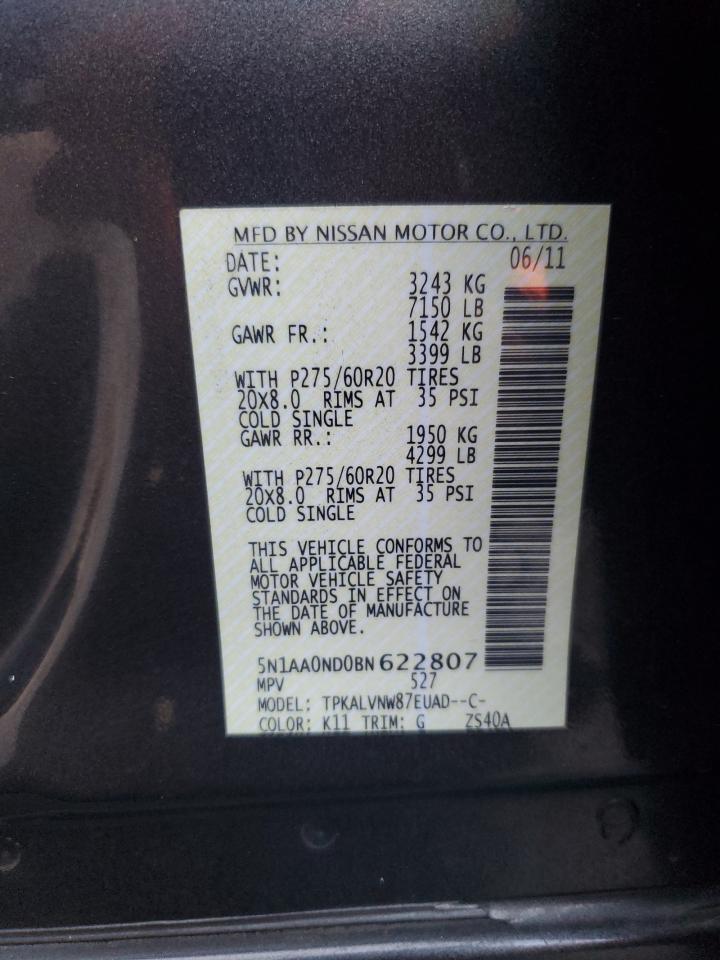 MFD BY NISSAN MOTOR CO., LTD.
DATE: 06/11
GVWR: 3243 KG
7150 LB
GAWR FR.: 1542 KG
3399 LB
WITH P275/60R20 TIRES
20X8.0 RIMS AT 35 PSI
COLD SINGLE
GAWR RR.: 1950 KG
4299 LB
WITH P275/60R20 TIRES
20X8.0 RIMS AT 35 PSI
COLD SINGLE
THIS VEHICLE CONFORMS TO
ALL APPLICABLE FEDERAL
MOTOR VEHICLE SAFETY
STANDARDS IN EFFECT ON
THE DATE OF MANUFACTURE
SHOWN ABOVE.
5N1AA0ND0BN622807
MPV 527
MODEL: TPKALVNW87EUAD--C-
COLOR: K11 TRIM: G ZS40A